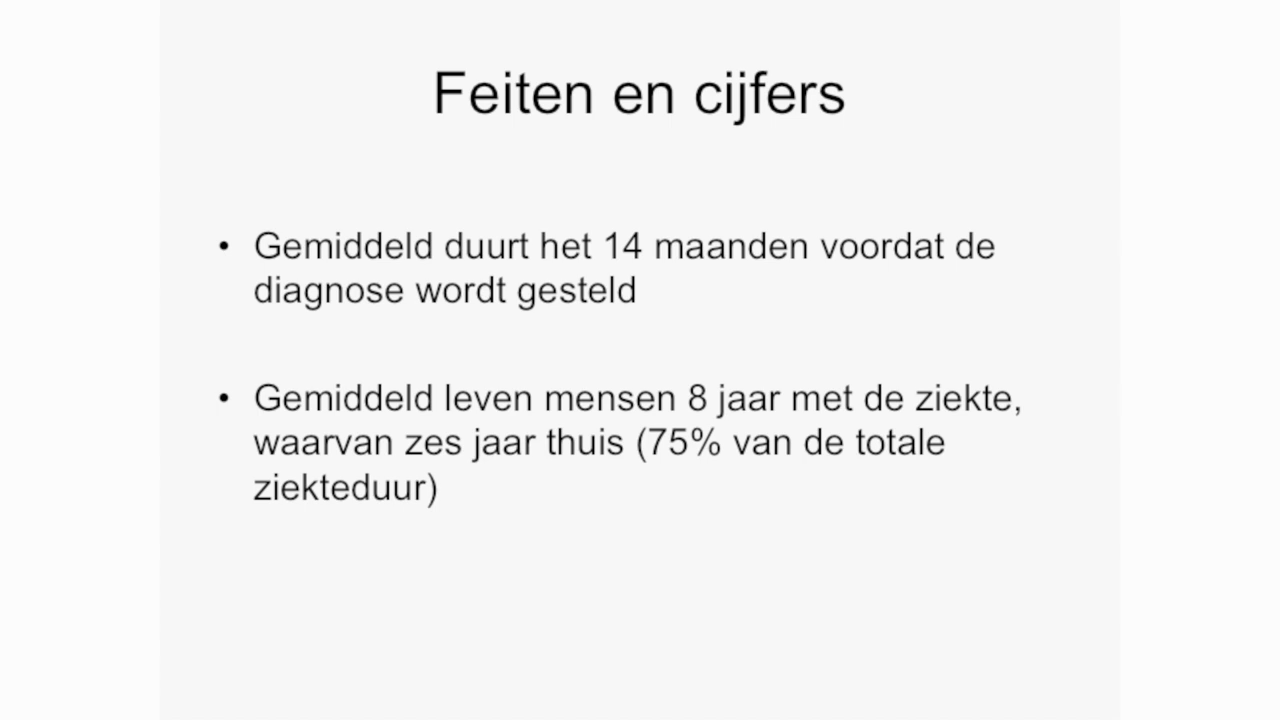 Feiten en cijfers
• Gemiddeld duurt het 14 maanden voordat de
diagnose wordt gesteld
• Gemiddeld leven mensen 8 jaar met de ziekte,
waarvan zes jaar thuis (75% van de totale
ziekteduur)